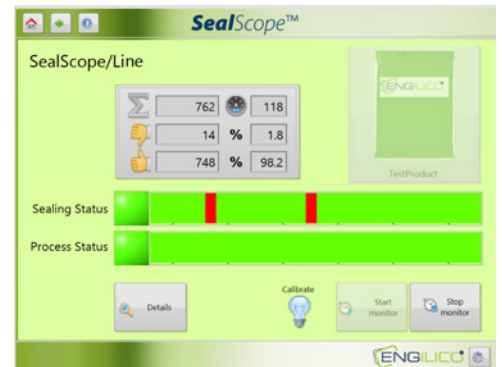 SealScope™
SealScope/Line
762 118
14 % 1.8
748 % 98.2
ENGILICO
TestProduct
Sealing Status
Process Status
Details
Calibrate
Start
monitor
Stop
monitor
ENGILICO